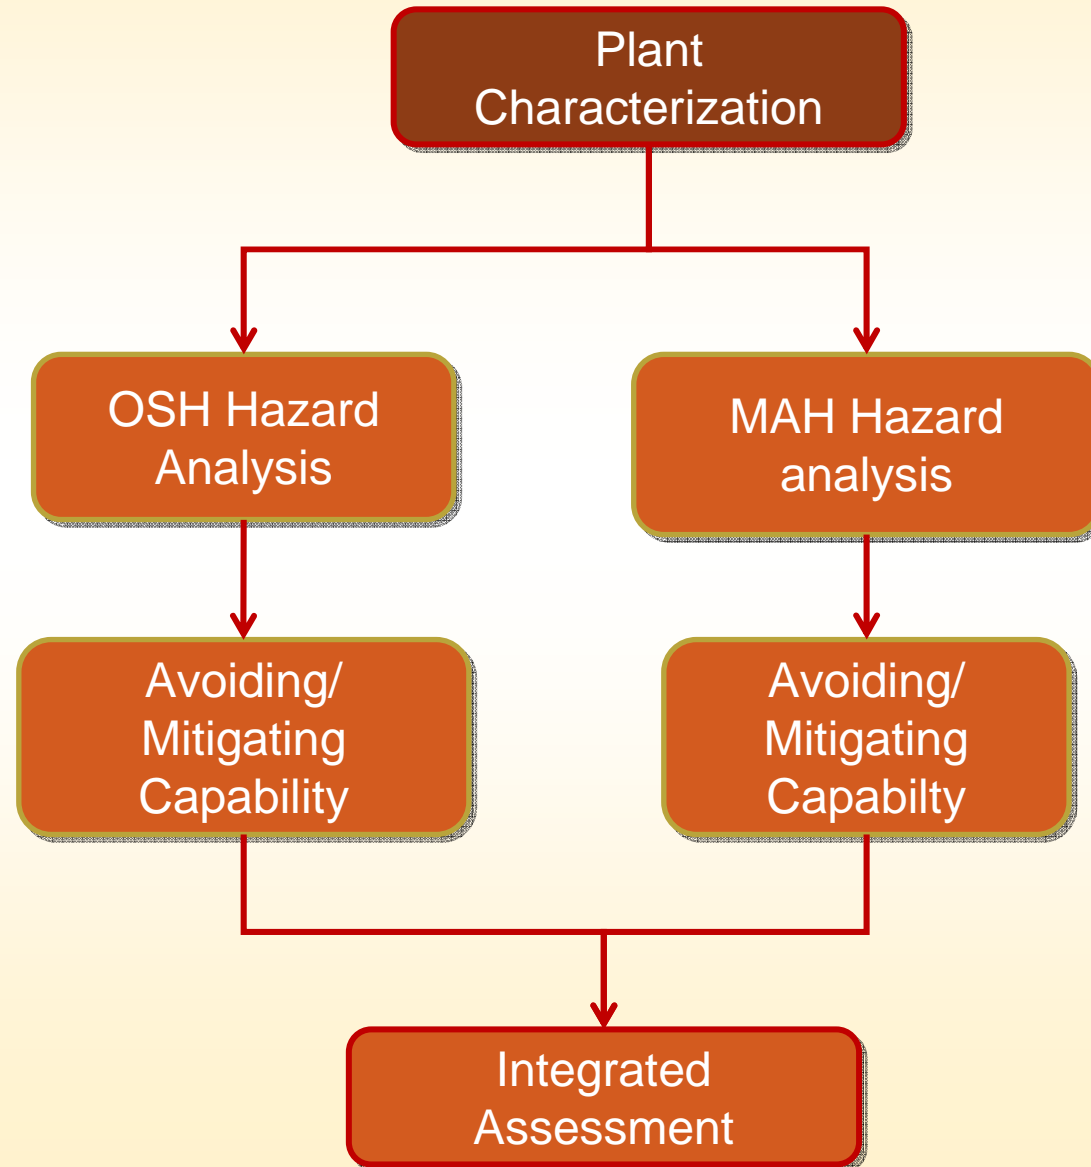 Plant
Characterization
OSH Hazard
Analysis
MAH Hazard
analysis
Avoiding/
Mitigating
Capability
Avoiding/
Mitigating
Capabilty
Integrated
Assessment